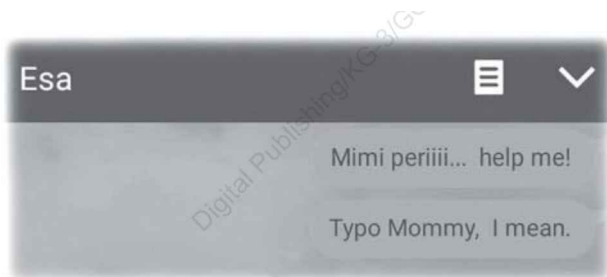 Esa
Mimi periiii... help me!
Typo Mommy, I mean.
Digital Publishing/KG-3/